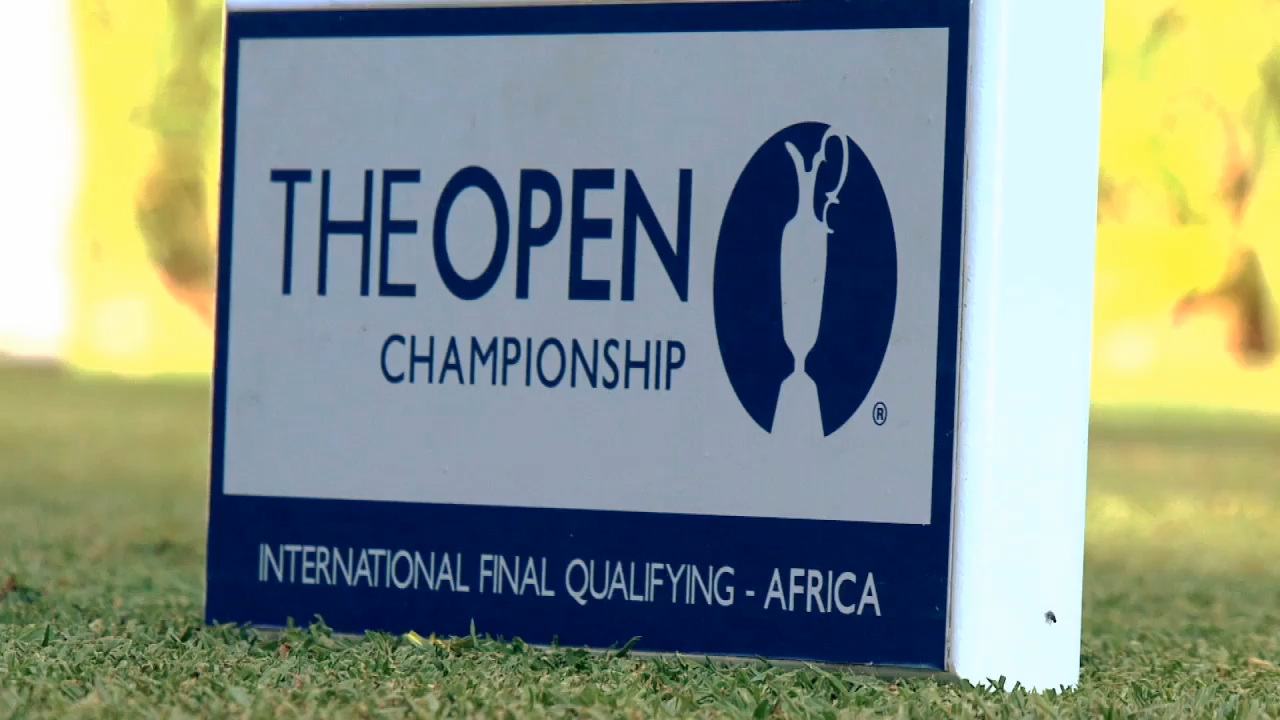 THE OPEN
CHAMPIONSHIP
®
INTERNATIONAL FINAL QUALIFYING - AFRICA